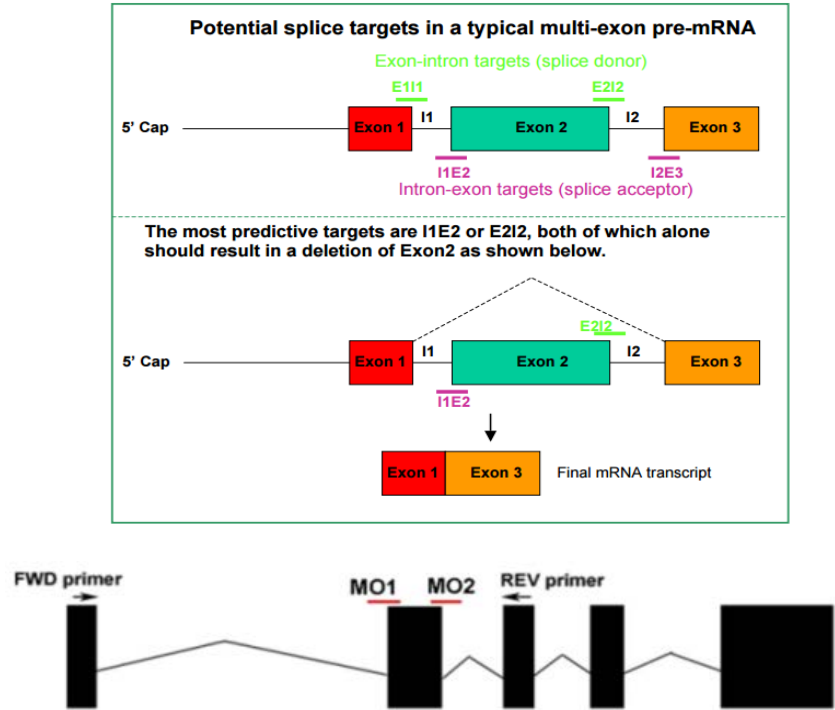 Potential splice targets in a typical multi-exon pre-mRNA
Exon-intron targets (splice donor)
E1I1
E2I2
5' Cap
Exon 1
I1
Exon 2
I2
Exon 3
I1E2
I2E3
Intron-exon targets (splice acceptor)
The most predictive targets are I1E2 or E2I2, both of which alone
should result in a deletion of Exon2 as shown below.
E2I2
5' Cap
Exon 1
I1
Exon 2
I2
Exon 3
I1E2
Exon 1
Exon 3
Final mRNA transcript
FWD primer
MO1
MO2
REV primer